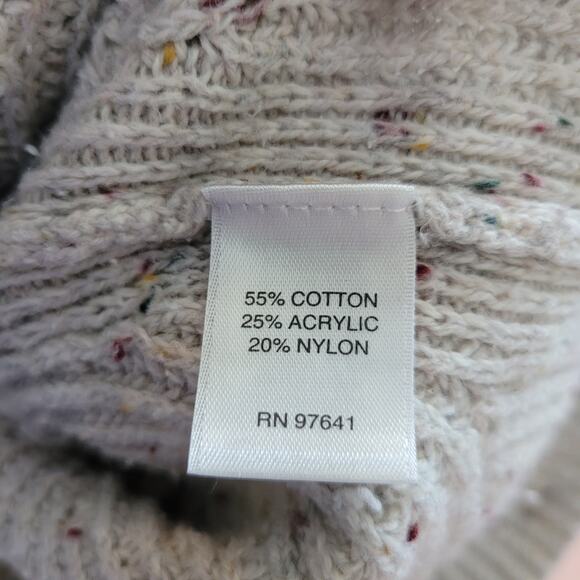 55% COTTON
25% ACRYLIC
20% NYLON
RN 97641